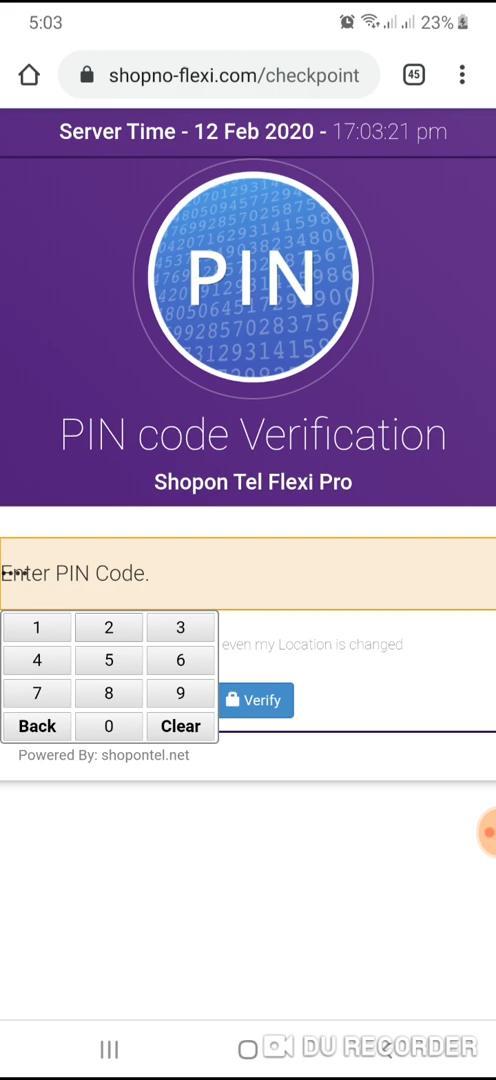 5:03
23%
shopno-flexi.com/checkpoint
45
Server Time - 12 Feb 2020 - 17:03:21 pm
PIN
PIN code Verification
Shopon Tel Flexi Pro
Enter PIN Code.
1 2 3
even my Location is changed
4 5 6
7 8 9
Verify
Back 0 Clear
Powered By: shopontel.net
DU RECORDER